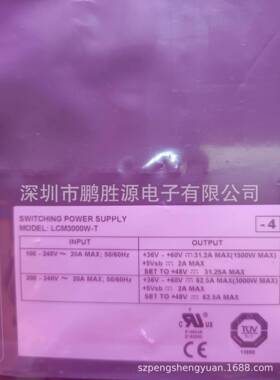 深圳市鹏胜源电子有限公司
SWITCHING POWER SUPPLY
MODEL: LCM3000W-T
-4
INPUT
OUTPUT
100 - 240V ~ 20A MAX, 50/60Hz
+36V - +60V ⎓ 31.2A MAX(1500W MAX)
+5Vsb ⎓ 2A MAX
SET TO +48V ⎓ 31.25A MAX
200 - 240V ~ 20A MAX, 50/60Hz
+36V - +60V ⎓ 62.5A MAX(3000W MAX)
+5Vsb ⎓ 2A MAX
SET TO +48V ⎓ 62.5A MAX
c UL US
TUV
szpengshengyuan.1688.com